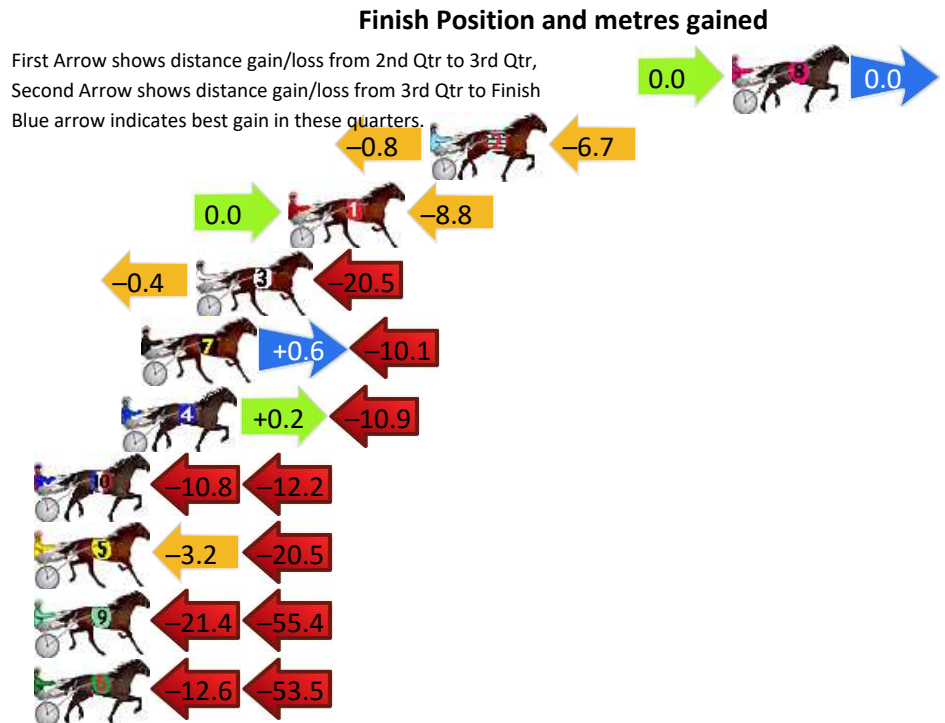 Finish Position and metres gained
First Arrow shows distance gain/loss from 2nd Qtr to 3rd Qtr,
Second Arrow shows distance gain/loss from 3rd Qtr to Finish
Blue arrow indicates best gain in these quarters.
0.0 8 0.0
−0.8 2 −6.7
0.0 1 −8.8
−0.4 3 −20.5
7 +0.6 −10.1
4 +0.2 −10.9
10 −10.8 −12.2
5 −3.2 −20.5
9 −21.4 −55.4
−12.6 −53.5